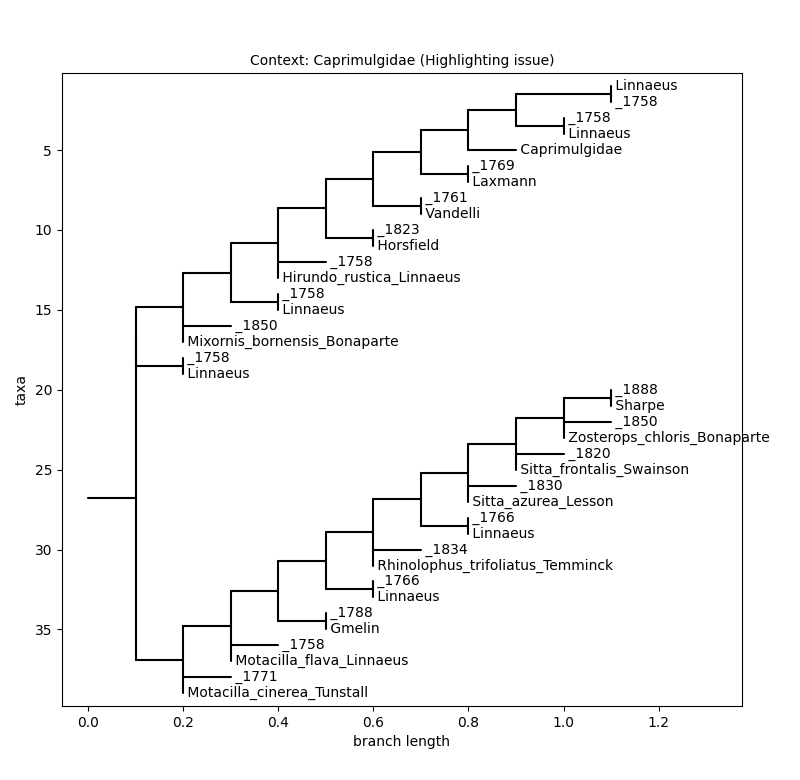 Context: Caprimulgidae (Highlighting issue)
Linnaeus
_1758
_1758
Linnaeus
Caprimulgidae
_1769
Laxmann
_1761
Vandelli
_1823
Horsfield
_1758
Hirundo_rustica_Linnaeus
_1758
Linnaeus
_1850
Mixornis_bornensis_Bonaparte
_1758
Linnaeus
_1888
Sharpe
_1850
Zosterops_chloris_Bonaparte
_1820
Sitta_frontalis_Swainson
_1830
Sitta_azurea_Lesson
_1766
Linnaeus
_1834
Rhinolophus_trifoliatus_Temminck
_1766
Linnaeus
_1788
Gmelin
_1758
Motacilla_flava_Linnaeus
_1771
Motacilla_cinerea_Tunstall
5
10
15
20
25
30
35
taxa
0.0 0.2 0.4 0.6 0.8 1.0 1.2
branch length